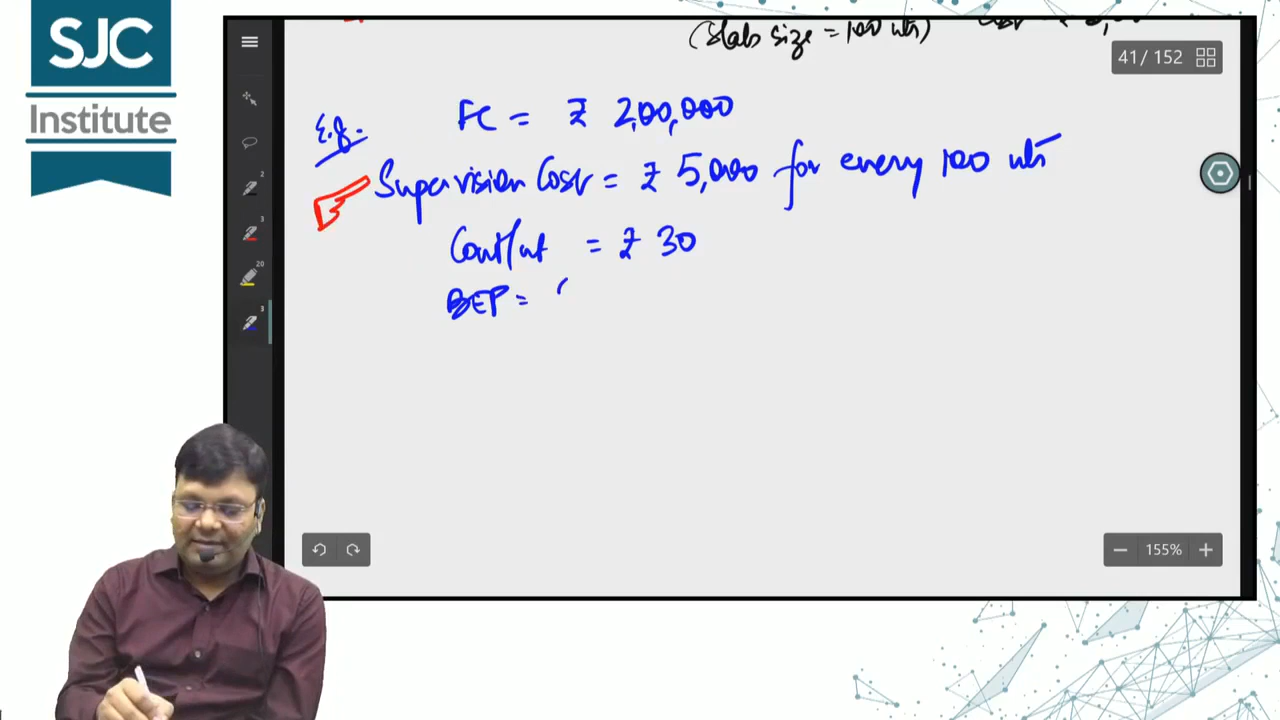 SJC
Institute
(Slab size = 100 uts)
41 / 152
E.g.
FC = ₹ 2,00,000
Supervision Cost = ₹ 5,000 for every 100 uts
Cont/ut = ₹ 30
BEP = (
155%